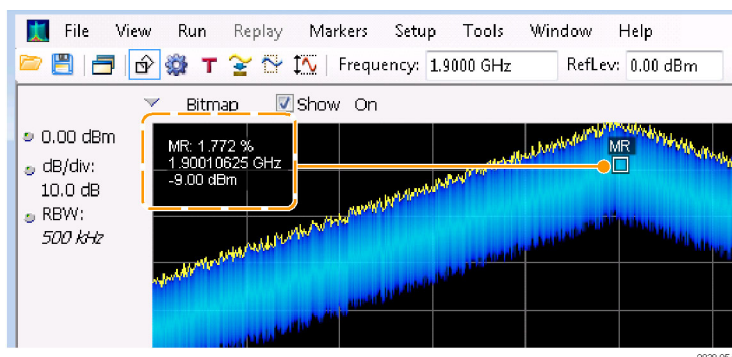 File View Run Replay Markers Setup Tools Window Help
T Frequency: 1.9000 GHz RefLev: 0.00 dBm
Bitmap Show On
0.00 dBm
dB/div:
10.0 dB
RBW:
500 kHz
MR: 1.772 %
1.90010625 GHz
-9.00 dBm
MR